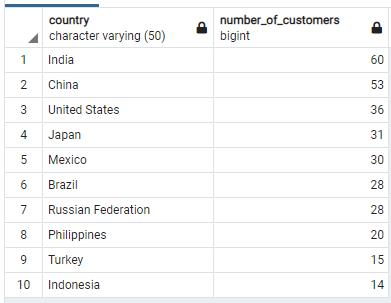 country number_of_customers
character varying (50) bigint
1 India 60
2 China 53
3 United States 36
4 Japan 31
5 Mexico 30
6 Brazil 28
7 Russian Federation 28
8 Philippines 20
9 Turkey 15
10 Indonesia 14